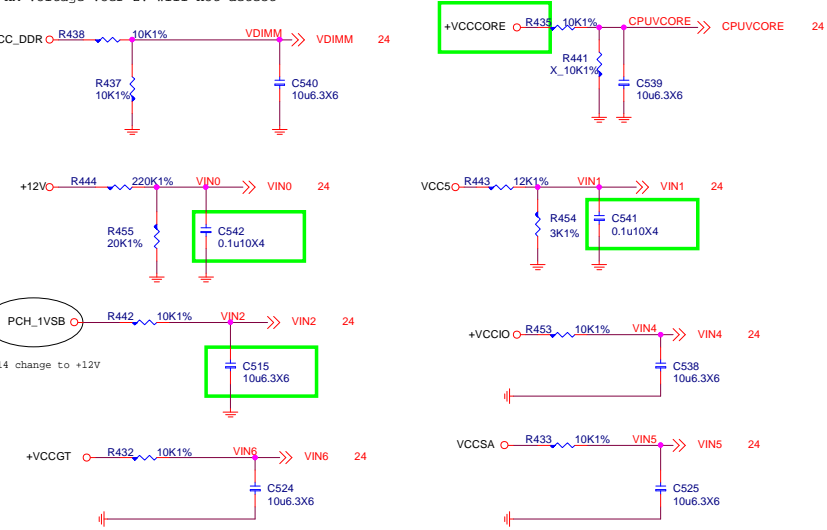 +VCCCORE R435 10K1% CPUVCORE CPUVCORE 24
R441
X_10K1%
C539
10u6.3X6
CC_DDR R438 10K1% VDIMM VDIMM 24
R437
10K1%
C540
10u6.3X6
+12V R444 220K1% VIN0 VIN0 24
R455
20K1%
C542
0.1u10X4
VCC5 R443 12K1% VIN1 VIN1 24
R454
3K1%
C541
0.1u10X4
PCH_1VSB R442 10K1% VIN2 VIN2 24
14 change to +12V
C515
10u6.3X6
+VCCIO R453 10K1% VIN4 VIN4 24
C538
10u6.3X6
+VCCGT R432 10K1% VIN6 VIN6 24
C524
10u6.3X6
VCCSA R433 10K1% VIN5 VIN5 24
C525
10u6.3X6